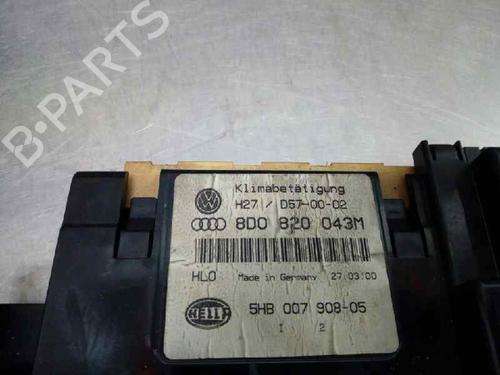 B-PARTS
Klimabetätigung
H27 / D57-00-02
8D0 820 043M
HLO Made in Germany 27.03.00
HELLA 5HB 007 908-05
1 2